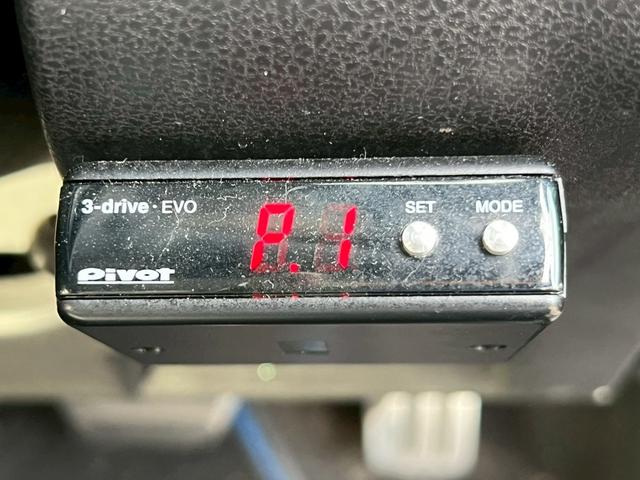 3-drive · EVO
P.1
SET MODE
Pivot